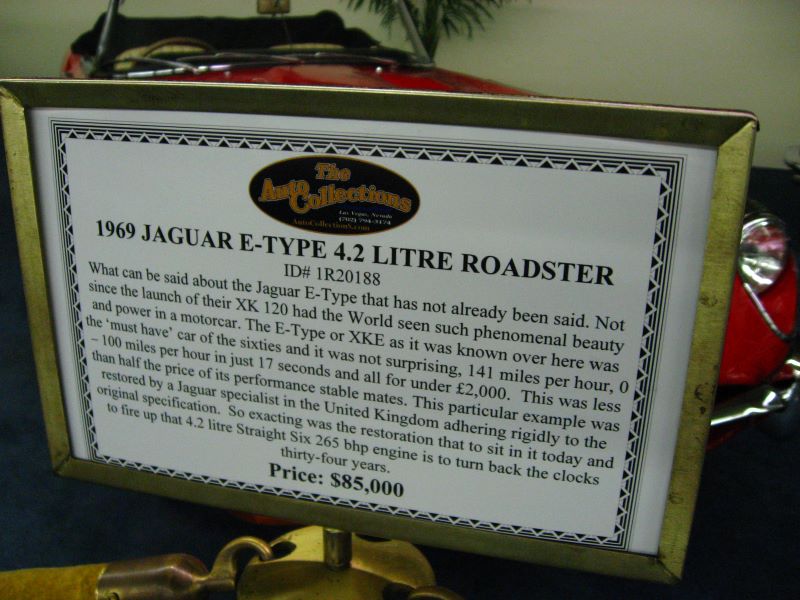 The
Auto Collections
Las Vegas, Nevada
(702) 794-3174
AutoCollections.com
1969 JAGUAR E-TYPE 4.2 LITRE ROADSTER
ID# 1R20188
What can be said about the Jaguar E-Type that has not already been said. Not
since the launch of their XK 120 had the World seen such phenomenal beauty
and power in a motorcar. The E-Type or XKE as it was known over here was
the 'must have' car of the sixties and it was not surprising, 141 miles per hour, 0
– 100 miles per hour in just 17 seconds and all for under £2,000. This was less
than half the price of its performance stable mates. This particular example was
restored by a Jaguar specialist in the United Kingdom adhering rigidly to the
original specification. So exacting was the restoration that to sit in it today and
to fire up that 4.2 litre Straight Six 265 bhp engine is to turn back the clocks
thirty-four years.
Price: $85,000